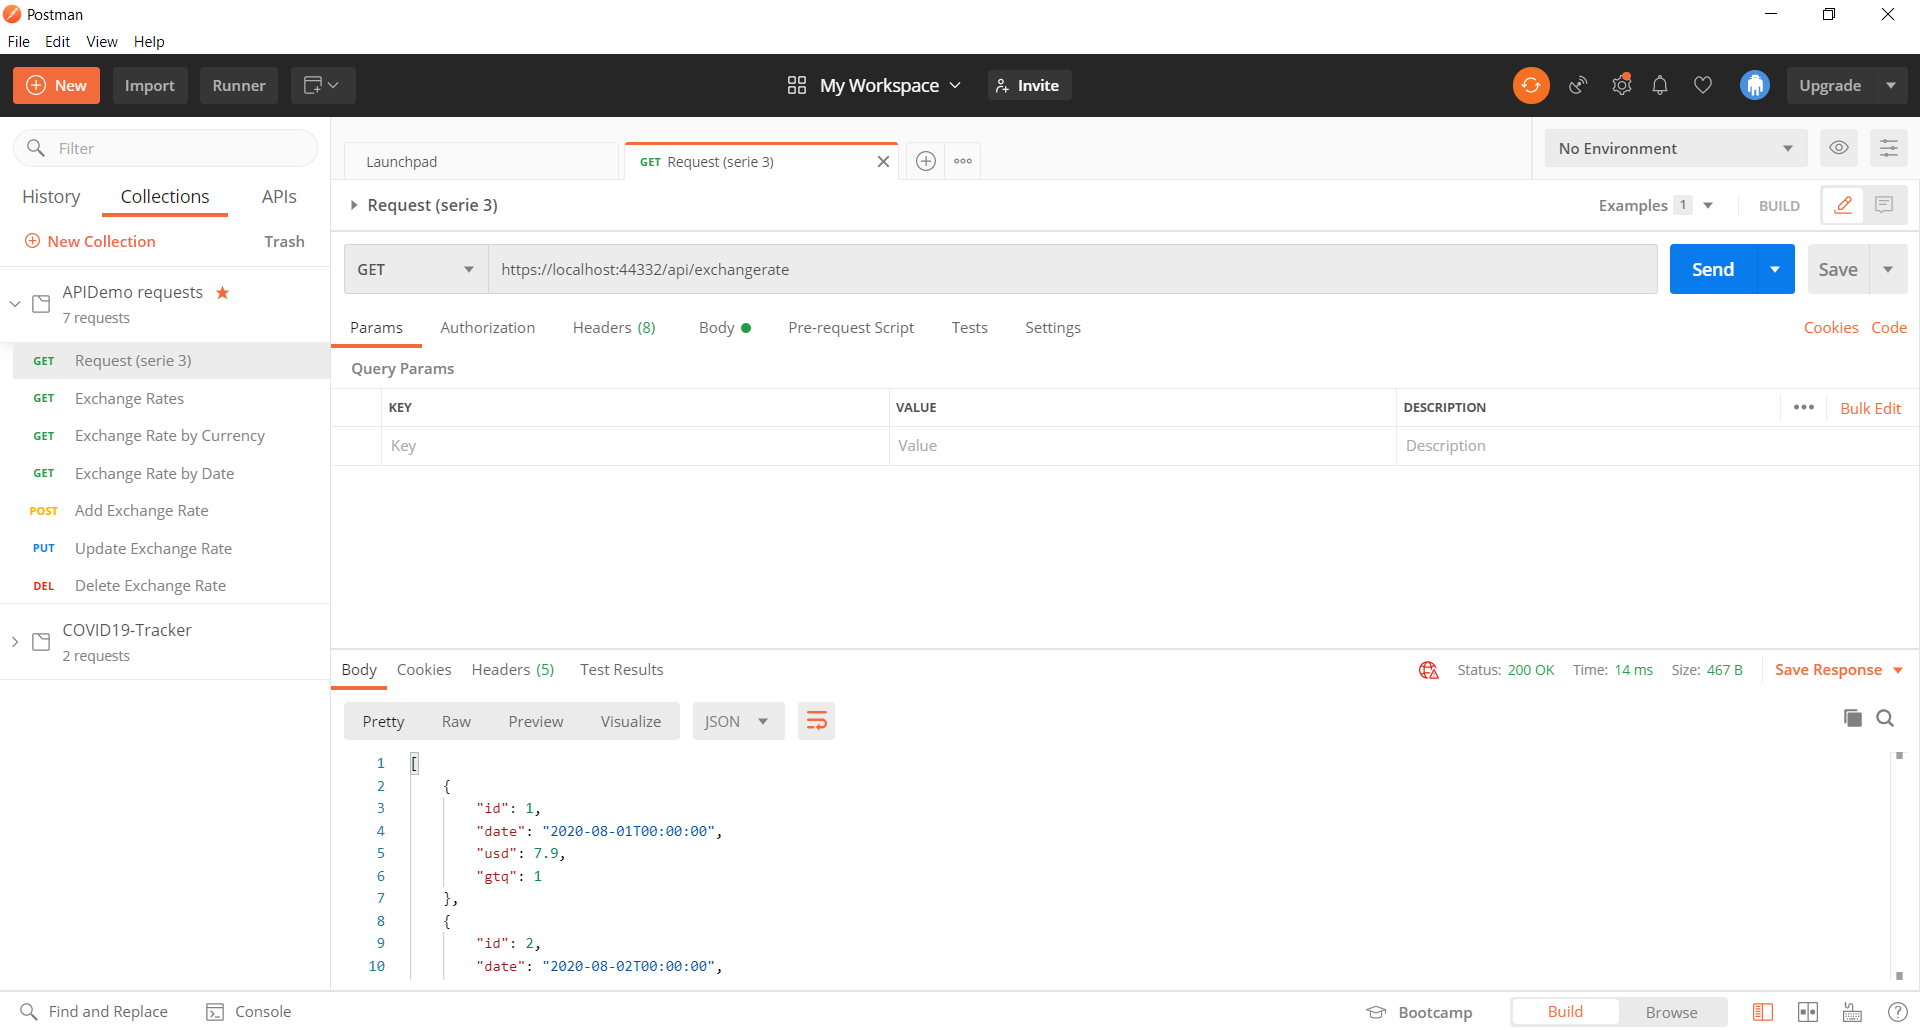 Postman
File Edit View Help
New Import Runner My Workspace Invite Upgrade
Filter
History Collections APIs
New Collection Trash
APIDemo requests
7 requests
GET Request (serie 3)
GET Exchange Rates
GET Exchange Rate by Currency
GET Exchange Rate by Date
POST Add Exchange Rate
PUT Update Exchange Rate
DEL Delete Exchange Rate
COVID19-Tracker
2 requests
Launchpad GET Request (serie 3) No Environment
Request (serie 3) Examples 1 BUILD
GET https://localhost:44332/api/exchangerate Send Save
Params Authorization Headers (8) Body Pre-request Script Tests Settings Cookies Code
Query Params
KEY VALUE DESCRIPTION Bulk Edit
Key Value Description
Body Cookies Headers (5) Test Results Status: 200 OK Time: 14 ms Size: 467 B Save Response
Pretty Raw Preview Visualize JSON
1 [
2 {
3 "id": 1,
4 "date": "2020-08-01T00:00:00",
5 "usd": 7.9,
6 "gtq": 1
7 },
8 {
9 "id": 2,
10 "date": "2020-08-02T00:00:00",
Find and Replace Console Bootcamp Build Browse